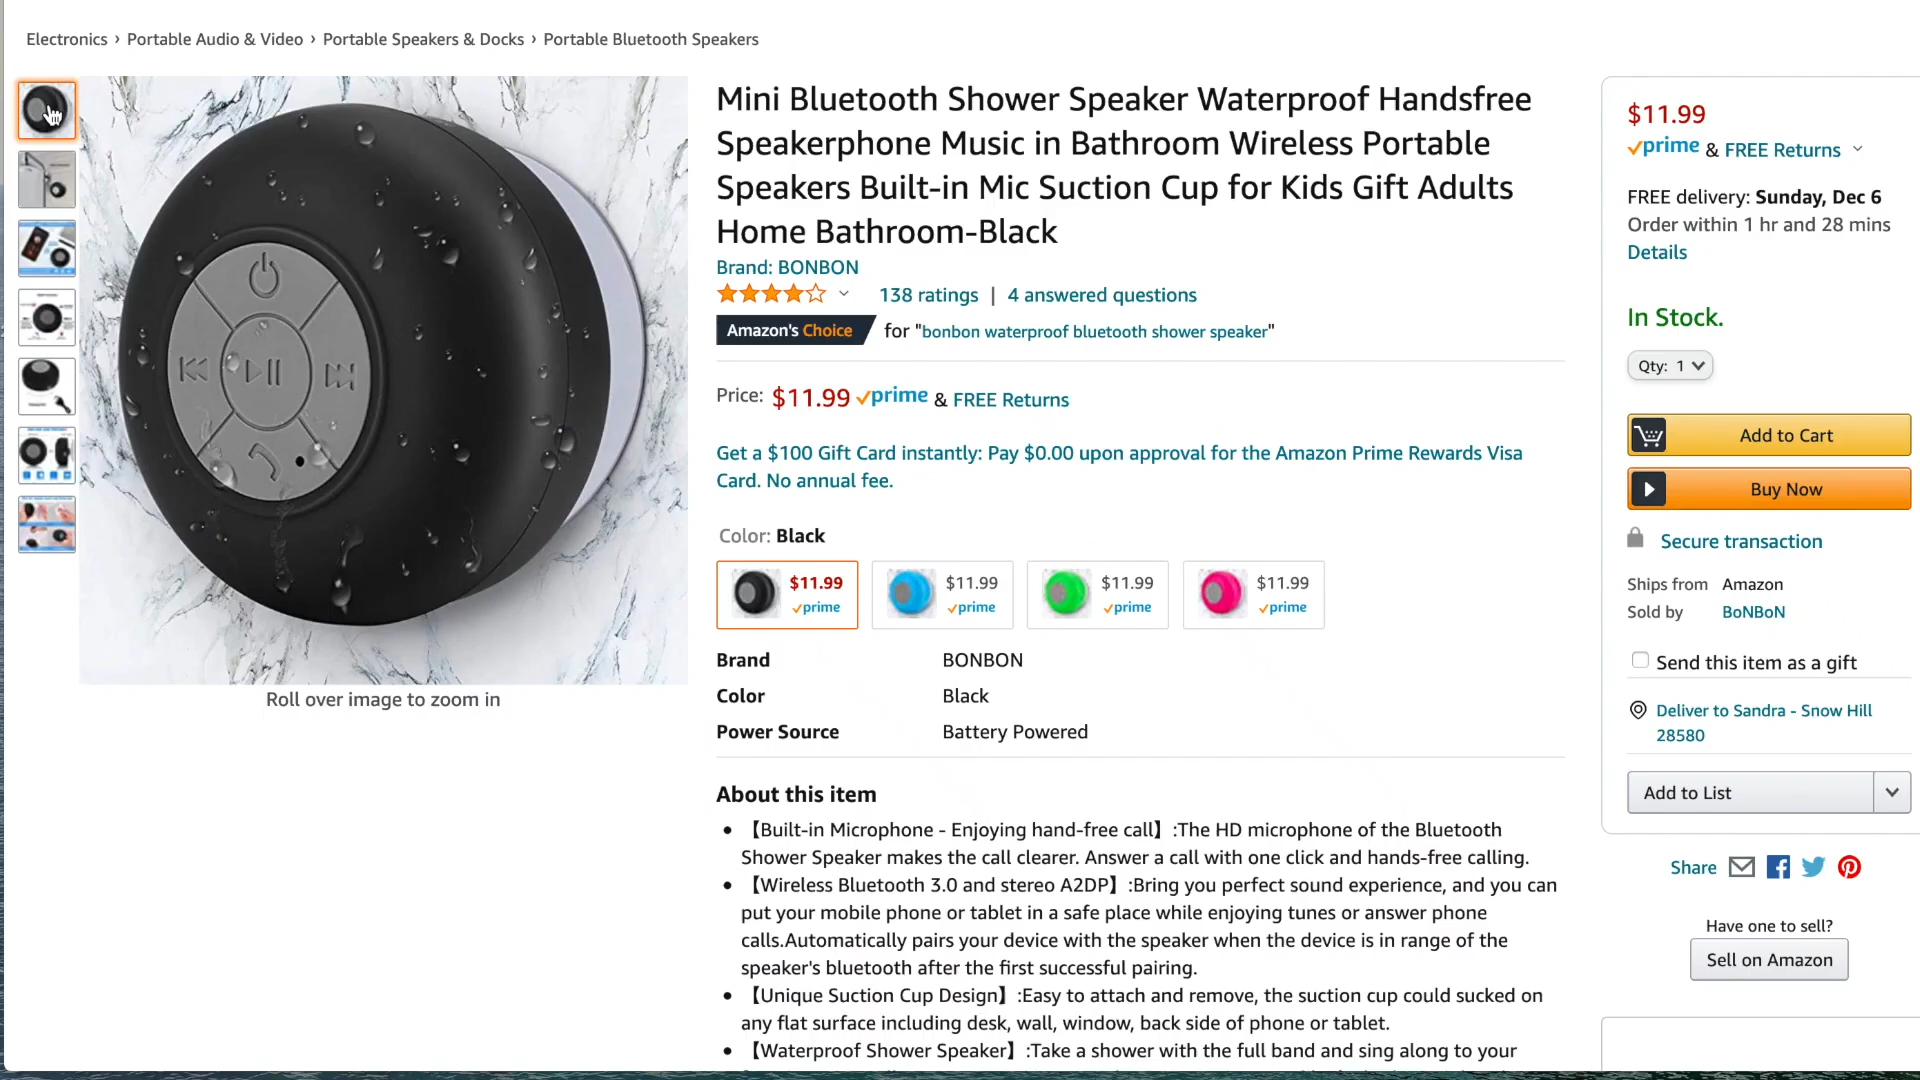 Electronics › Portable Audio & Video › Portable Speakers & Docks › Portable Bluetooth Speakers
Mini Bluetooth Shower Speaker Waterproof Handsfree
Speakerphone Music in Bathroom Wireless Portable
Speakers Built-in Mic Suction Cup for Kids Gift Adults
Home Bathroom-Black
Brand: BONBON
138 ratings | 4 answered questions
Amazon's Choice for "bonbon waterproof bluetooth shower speaker"
Price: $11.99 prime & FREE Returns
Get a $100 Gift Card instantly: Pay $0.00 upon approval for the Amazon Prime Rewards Visa
Card. No annual fee.
Color: Black
$11.99 $11.99 $11.99 $11.99
prime prime prime prime
Brand BONBON
Color Black
Power Source Battery Powered
About this item
• 【Built-in Microphone - Enjoying hand-free call】:The HD microphone of the Bluetooth
Shower Speaker makes the call clearer. Answer a call with one click and hands-free calling.
• 【Wireless Bluetooth 3.0 and stereo A2DP】:Bring you perfect sound experience, and you can
put your mobile phone or tablet in a safe place while enjoying tunes or answer phone
calls.Automatically pairs your device with the speaker when the device is in range of the
speaker's bluetooth after the first successful pairing.
• 【Unique Suction Cup Design】:Easy to attach and remove, the suction cup could sucked on
any flat surface including desk, wall, window, back side of phone or tablet.
• 【Waterproof Shower Speaker】:Take a shower with the full band and sing along to your
Roll over image to zoom in
$11.99
prime & FREE Returns
FREE delivery: Sunday, Dec 6
Order within 1 hr and 28 mins
Details
In Stock.
Qty: 1
Add to Cart
Buy Now
Secure transaction
Ships from Amazon
Sold by BoNBoN
Send this item as a gift
Deliver to Sandra - Snow Hill
28580
Add to List
Share
Have one to sell?
Sell on Amazon